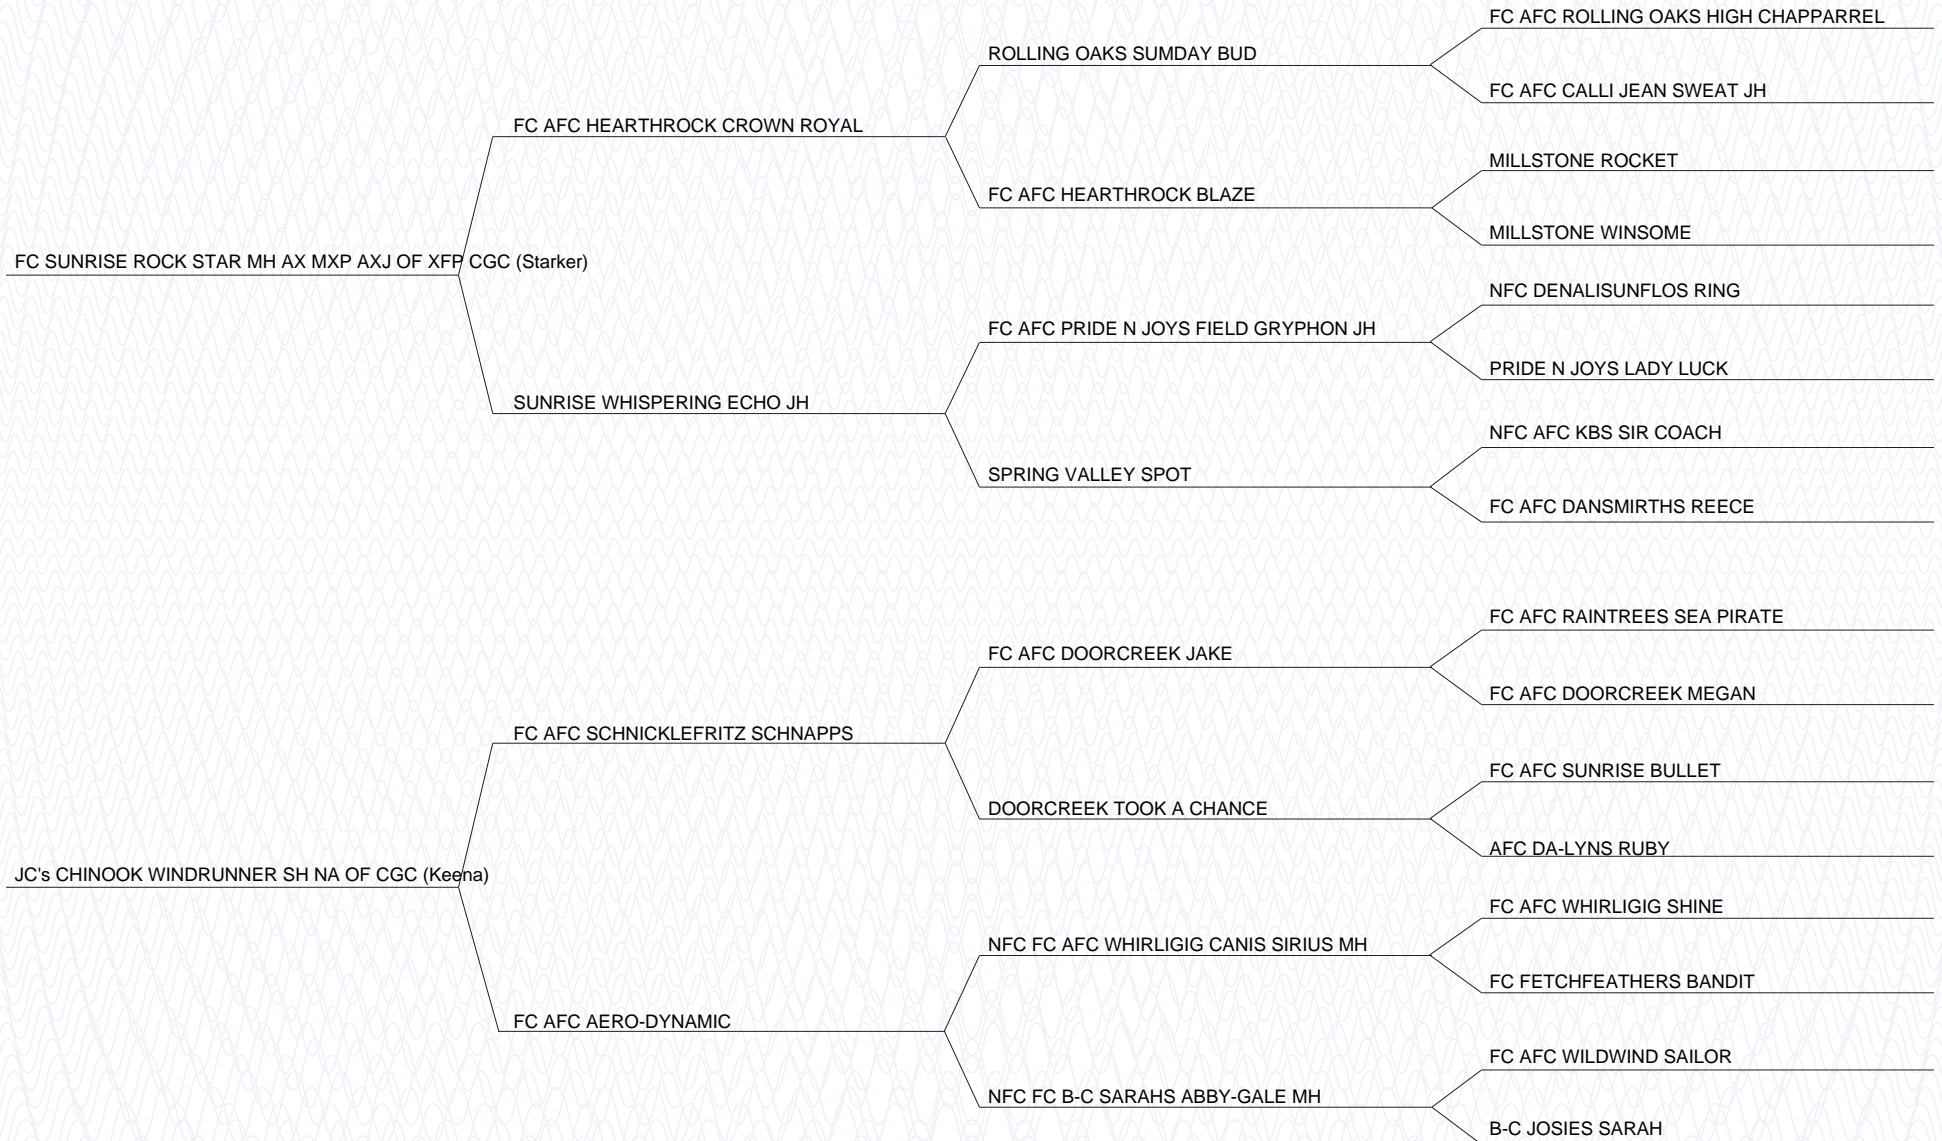 FC AFC ROLLING OAKS HIGH CHAPPARREL
ROLLING OAKS SUMDAY BUD
FC AFC CALLI JEAN SWEAT JH
FC AFC HEARTHROCK CROWN ROYAL
MILLSTONE ROCKET
FC AFC HEARTHROCK BLAZE
MILLSTONE WINSOME
FC SUNRISE ROCK STAR MH AX MXP AXJ OF XFP CGC (Starker)
NFC DENALISUNFLOS RING
FC AFC PRIDE N JOYS FIELD GRYPHON JH
PRIDE N JOYS LADY LUCK
SUNRISE WHISPERING ECHO JH
NFC AFC KBS SIR COACH
SPRING VALLEY SPOT
FC AFC DANSMIRTHS REECE
FC AFC RAINTREES SEA PIRATE
FC AFC DOORCREEK JAKE
FC AFC DOORCREEK MEGAN
FC AFC SCHNICKLEFRITZ SCHNAPPS
FC AFC SUNRISE BULLET
DOORCREEK TOOK A CHANCE
AFC DA-LYNS RUBY
JC's CHINOOK WINDRUNNER SH NA OF CGC (Keena)
FC AFC WHIRLIGIG SHINE
NFC FC AFC WHIRLIGIG CANIS SIRIUS MH
FC FETCHFEATHERS BANDIT
FC AFC AERO-DYNAMIC
FC AFC WILDWIND SAILOR
NFC FC B-C SARAHS ABBY-GALE MH
B-C JOSIES SARAH